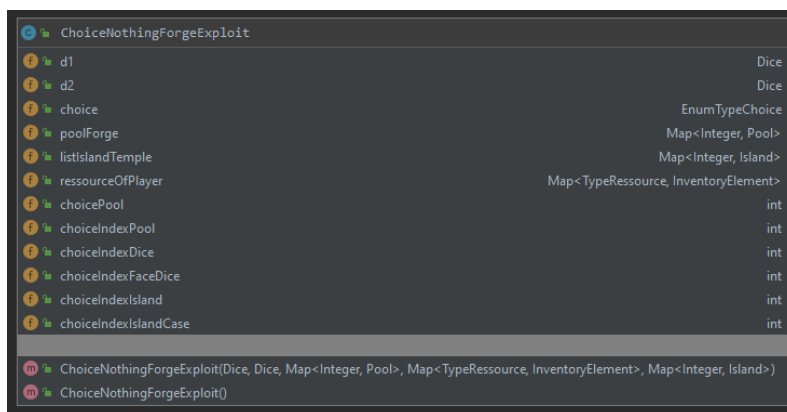 ChoiceNothingForgeExploit
d1 Dice
d2 Dice
choice EnumTypeChoice
poolForge Map<Integer, Pool>
listIslandTemple Map<Integer, Island>
ressourceOfPlayer Map<TypeRessource, InventoryElement>
choicePool int
choiceIndexPool int
choiceIndexDice int
choiceIndexFaceDice int
choiceIndexIsland int
choiceIndexIslandCase int
ChoiceNothingForgeExploit(Dice, Dice, Map<Integer, Pool>, Map<TypeRessource, InventoryElement>, Map<Integer, Island>)
ChoiceNothingForgeExploit()